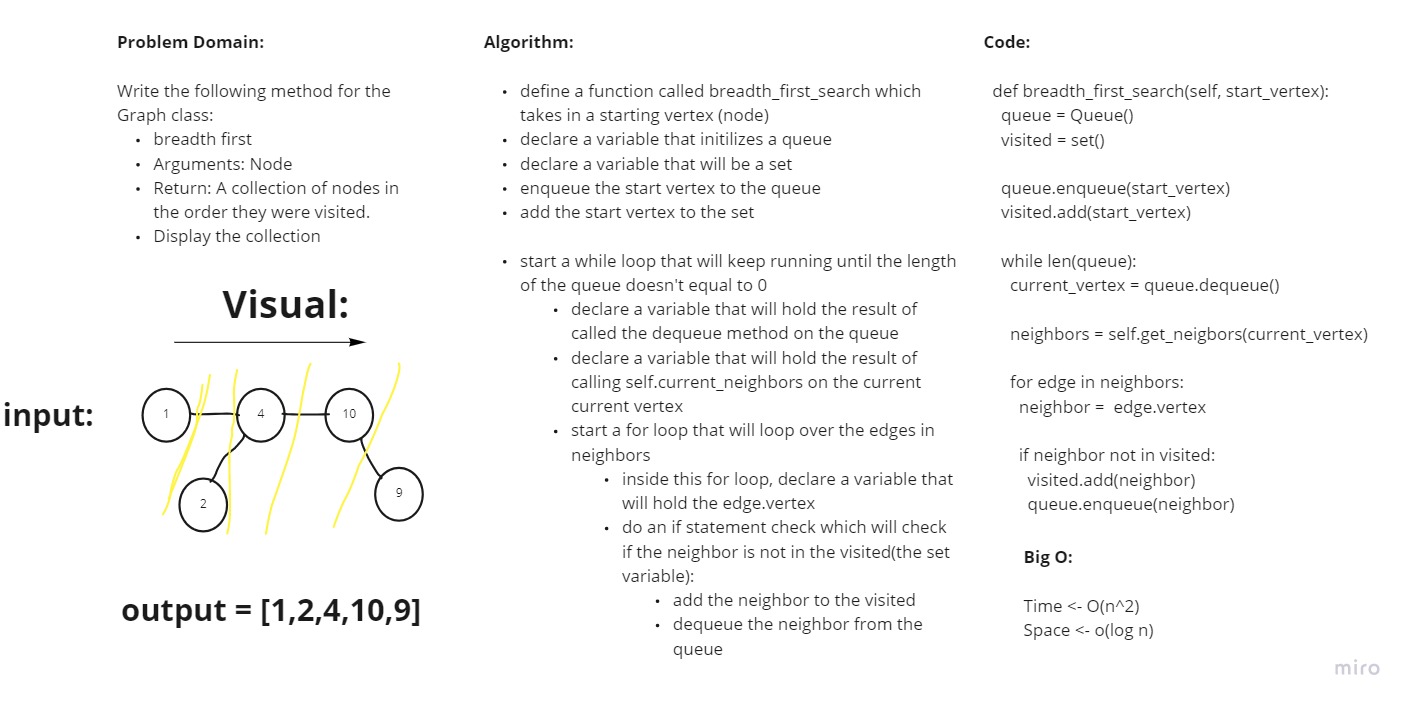 Problem Domain:
Write the following method for the
Graph class:
• breadth first
• Arguments: Node
• Return: A collection of nodes in
the order they were visited.
• Display the collection
Visual:
input:
1
4
10
2
9
output = [1,2,4,10,9]
Algorithm:
• define a function called breadth_first_search which
takes in a starting vertex (node)
• declare a variable that initilizes a queue
• declare a variable that will be a set
• enqueue the start vertex to the queue
• add the start vertex to the set
• start a while loop that will keep running until the length
of the queue doesn't equal to 0
• declare a variable that will hold the result of
called the dequeue method on the queue
• declare a variable that will hold the result of
calling self.current_neighbors on the current
current vertex
• start a for loop that will loop over the edges in
neighbors
• inside this for loop, declare a variable that
will hold the edge.vertex
• do an if statement check which will check
if the neighbor is not in the visited(the set
variable):
• add the neighbor to the visited
• dequeue the neighbor from the
queue
Code:
def breadth_first_search(self, start_vertex):
queue = Queue()
visited = set()
queue.enqueue(start_vertex)
visited.add(start_vertex)
while len(queue):
current_vertex = queue.dequeue()
neighbors = self.get_neigbors(current_vertex)
for edge in neighbors:
neighbor = edge.vertex
if neighbor not in visited:
visited.add(neighbor)
queue.enqueue(neighbor)
Big O:
Time <- O(n^2)
Space <- o(log n)
miro